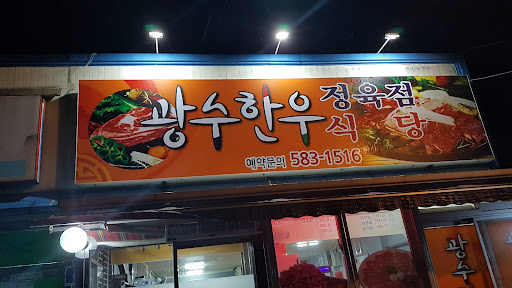 광수한우 정육점
식당
예약문의 583-1516
광
수